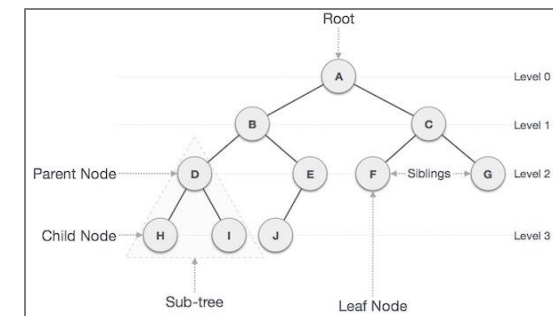 Root
A
Level 0
B
C
Level 1
Parent Node
D
E
F
Siblings
G
Level 2
Child Node
H
I
J
Level 3
Sub-tree
Leaf Node